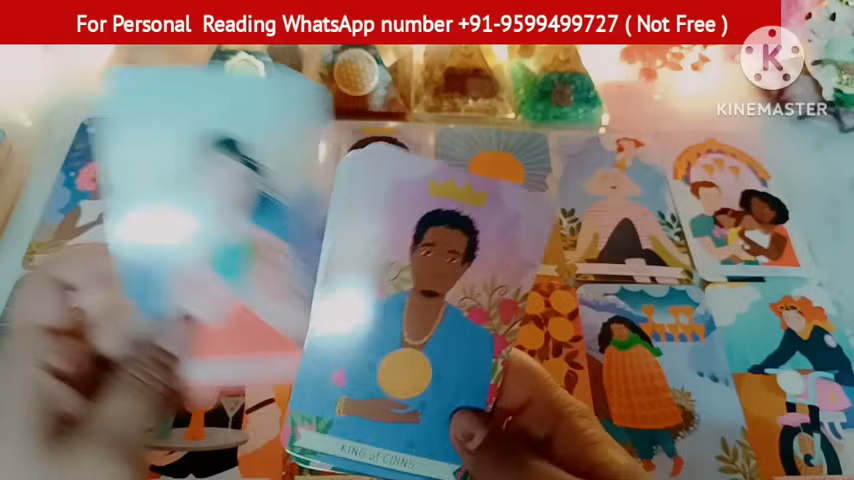 For Personal Reading WhatsApp number +91-9599499727 ( Not Free )
K
KINEMASTER
KING of COINS